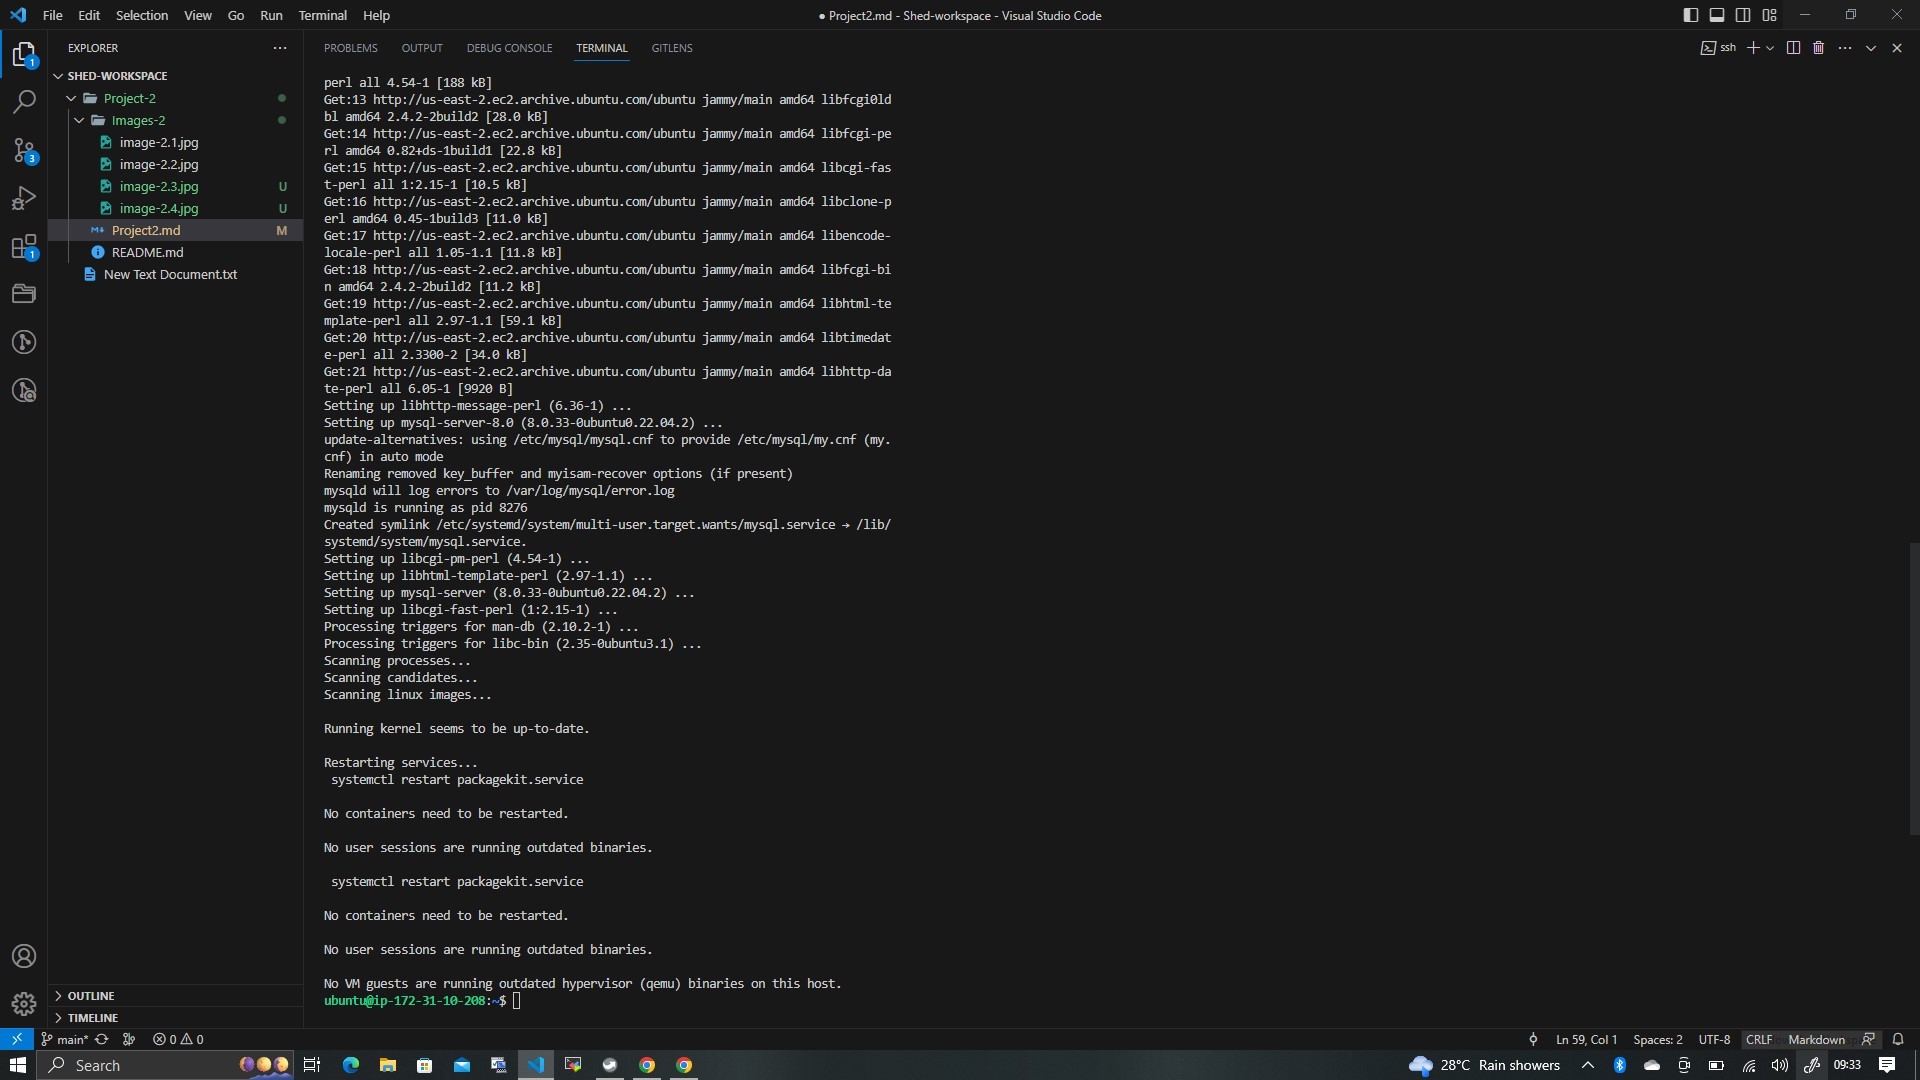 File Edit Selection View Go Run Terminal Help
● Project2.md - Shed-workspace - Visual Studio Code
EXPLORER
SHED-WORKSPACE
Project-2
Images-2
image-2.1.jpg
image-2.2.jpg
image-2.3.jpg U
image-2.4.jpg U
Project2.md M
README.md
New Text Document.txt
OUTLINE
TIMELINE
1
3
1
PROBLEMS OUTPUT DEBUG CONSOLE TERMINAL GITLENS
ssh
perl all 4.54-1 [188 kB]
Get:13 http://us-east-2.ec2.archive.ubuntu.com/ubuntu jammy/main amd64 libfcgi0ld
bl amd64 2.4.2-2build2 [28.0 kB]
Get:14 http://us-east-2.ec2.archive.ubuntu.com/ubuntu jammy/main amd64 libfcgi-pe
rl amd64 0.82+ds-1build1 [22.8 kB]
Get:15 http://us-east-2.ec2.archive.ubuntu.com/ubuntu jammy/main amd64 libcgi-fas
t-perl all 1:2.15-1 [10.5 kB]
Get:16 http://us-east-2.ec2.archive.ubuntu.com/ubuntu jammy/main amd64 libclone-p
erl amd64 0.45-1build3 [11.0 kB]
Get:17 http://us-east-2.ec2.archive.ubuntu.com/ubuntu jammy/main amd64 libencode-
locale-perl all 1.05-1.1 [11.8 kB]
Get:18 http://us-east-2.ec2.archive.ubuntu.com/ubuntu jammy/main amd64 libfcgi-bi
n amd64 2.4.2-2build2 [11.2 kB]
Get:19 http://us-east-2.ec2.archive.ubuntu.com/ubuntu jammy/main amd64 libhtml-te
mplate-perl all 2.97-1.1 [59.1 kB]
Get:20 http://us-east-2.ec2.archive.ubuntu.com/ubuntu jammy/main amd64 libtimedat
e-perl all 2.3300-2 [34.0 kB]
Get:21 http://us-east-2.ec2.archive.ubuntu.com/ubuntu jammy/main amd64 libhttp-da
te-perl all 6.05-1 [9920 B]
Setting up libhttp-message-perl (6.36-1) ...
Setting up mysql-server-8.0 (8.0.33-0ubuntu0.22.04.2) ...
update-alternatives: using /etc/mysql/mysql.cnf to provide /etc/mysql/my.cnf (my.
cnf) in auto mode
Renaming removed key_buffer and myisam-recover options (if present)
mysqld will log errors to /var/log/mysql/error.log
mysqld is running as pid 8276
Created symlink /etc/systemd/system/multi-user.target.wants/mysql.service → /lib/
systemd/system/mysql.service.
Setting up libcgi-pm-perl (4.54-1) ...
Setting up libhtml-template-perl (2.97-1.1) ...
Setting up mysql-server (8.0.33-0ubuntu0.22.04.2) ...
Setting up libcgi-fast-perl (1:2.15-1) ...
Processing triggers for man-db (2.10.2-1) ...
Processing triggers for libc-bin (2.35-0ubuntu3.1) ...
Scanning processes...
Scanning candidates...
Scanning linux images...
Running kernel seems to be up-to-date.
Restarting services...
systemctl restart packagekit.service
No containers need to be restarted.
No user sessions are running outdated binaries.
systemctl restart packagekit.service
No containers need to be restarted.
No user sessions are running outdated binaries.
No VM guests are running outdated hypervisor (qemu) binaries on this host.
ubuntu@ip-172-31-10-208:~$
main* 0 0
Ln 59, Col 1 Spaces: 2 UTF-8 CRLF Markdown
Search
28°C Rain showers 09:33